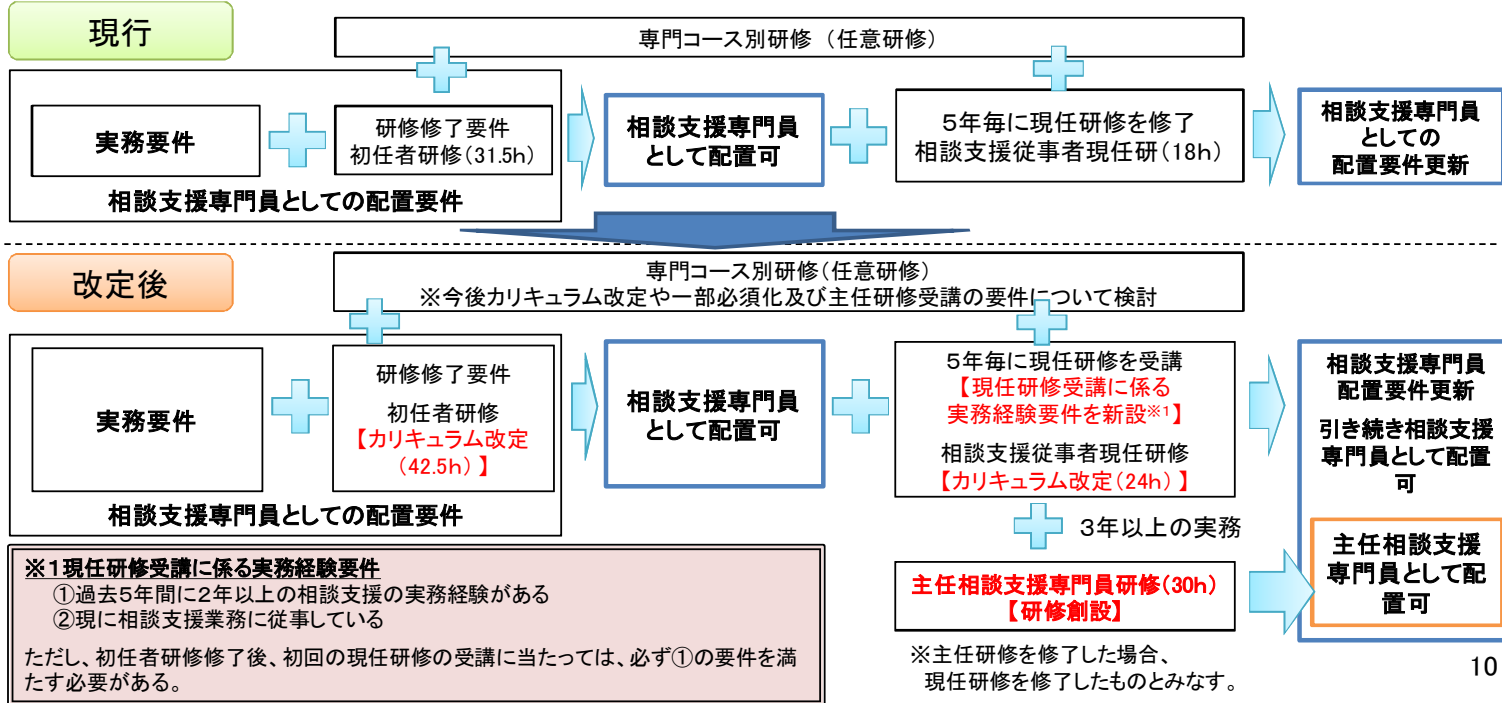 現行
専門コース別研修 （任意研修）
実務要件
研修修了要件
初任者研修（31.5h）
相談支援専門員としての配置要件
相談支援専門員
として配置可
５年毎に現任研修を修了
相談支援従事者現任研（18h）
相談支援専門員
としての
配置要件更新
改定後
専門コース別研修（任意研修）
※今後カリキュラム改定や一部必須化及び主任研修受講の要件について検討
実務要件
研修修了要件
初任者研修
【カリキュラム改定
（42.5h）】
相談支援専門員としての配置要件
相談支援専門員
として配置可
５年毎に現任研修を受講
【現任研修受講に係る
実務経験要件を新設※1】
相談支援従事者現任研修
【カリキュラム改定（24h）】
３年以上の実務
主任相談支援専門員研修（30h）
【研修創設】
※主任研修を修了した場合、
現任研修を修了したものとみなす。
相談支援専門員
配置要件更新
引き続き相談支援
専門員として配置
可
主任相談支援
専門員として配
置可
※１現任研修受講に係る実務経験要件
①過去５年間に２年以上の相談支援の実務経験がある
②現に相談支援業務に従事している
ただし、初任者研修修了後、初回の現任研修の受講に当たっては、必ず①の要件を満
たす必要がある。
10